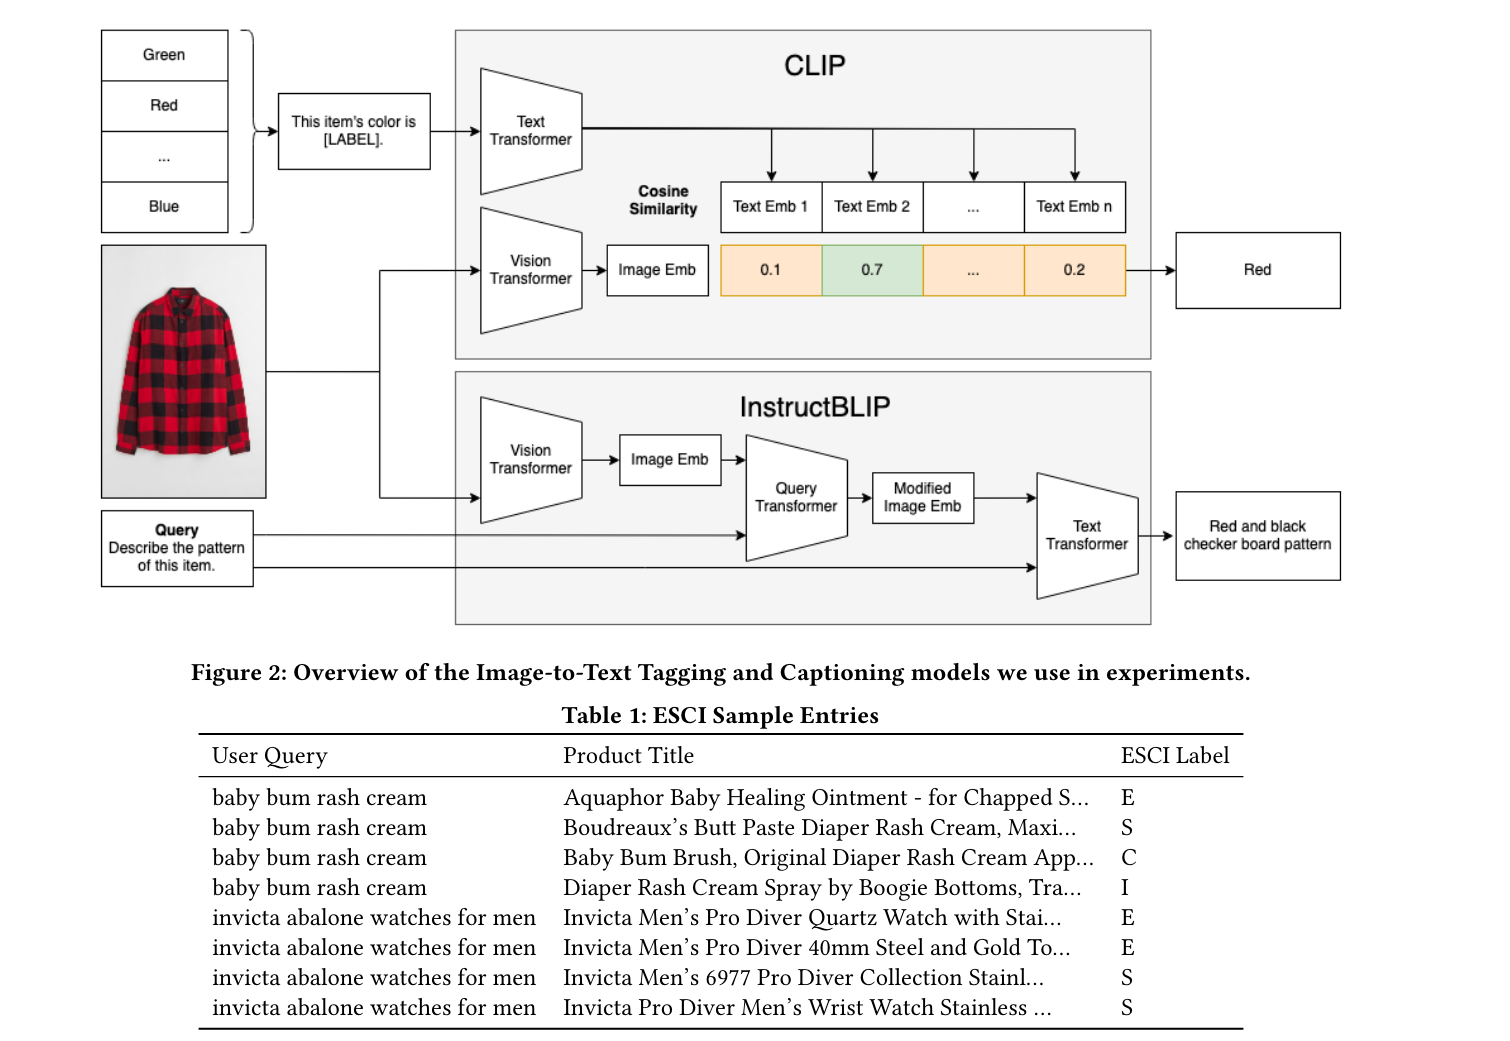 Green
Red
...
Blue
This item's color is
[LABEL].
CLIP
Text
Transformer
Cosine
Similarity
Text Emb 1
Text Emb 2
...
Text Emb n
Vision
Transformer
Image Emb
0.1
0.7
...
0.2
Red
InstructBLIP
Vision
Transformer
Image Emb
Query
Transformer
Modified
Image Emb
Text
Transformer
Red and black
checker board pattern
Query
Describe the pattern
of this item.
Figure 2: Overview of the Image-to-Text Tagging and Captioning models we use in experiments.
Table 1: ESCI Sample Entries
User Query Product Title ESCI Label
baby bum rash cream Aquaphor Baby Healing Ointment - for Chapped S... E
baby bum rash cream Boudreaux's Butt Paste Diaper Rash Cream, Maxi... S
baby bum rash cream Baby Bum Brush, Original Diaper Rash Cream App... C
baby bum rash cream Diaper Rash Cream Spray by Boogie Bottoms, Tra... I
invicta abalone watches for men Invicta Men's Pro Diver Quartz Watch with Stai... E
invicta abalone watches for men Invicta Men's Pro Diver 40mm Steel and Gold To... E
invicta abalone watches for men Invicta Men's 6977 Pro Diver Collection Stainl... S
invicta abalone watches for men Invicta Pro Diver Men's Wrist Watch Stainless ... S